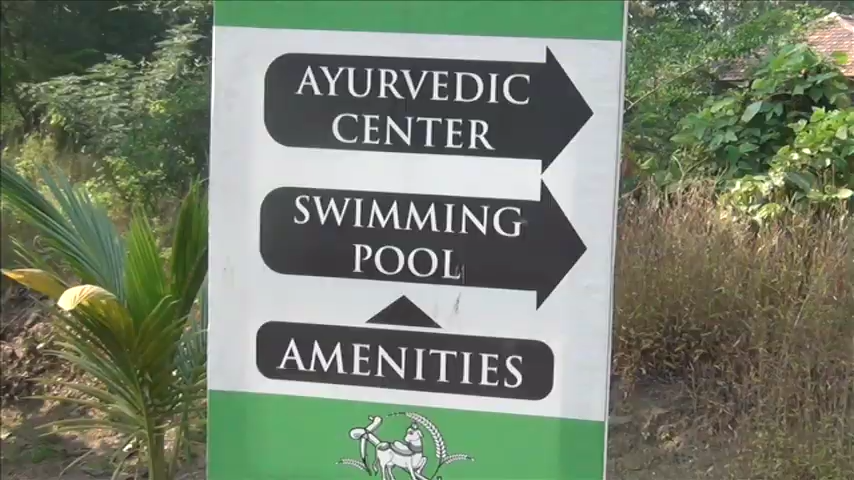 AYURVEDIC
CENTER
SWIMMING
POOL
AMENITIES